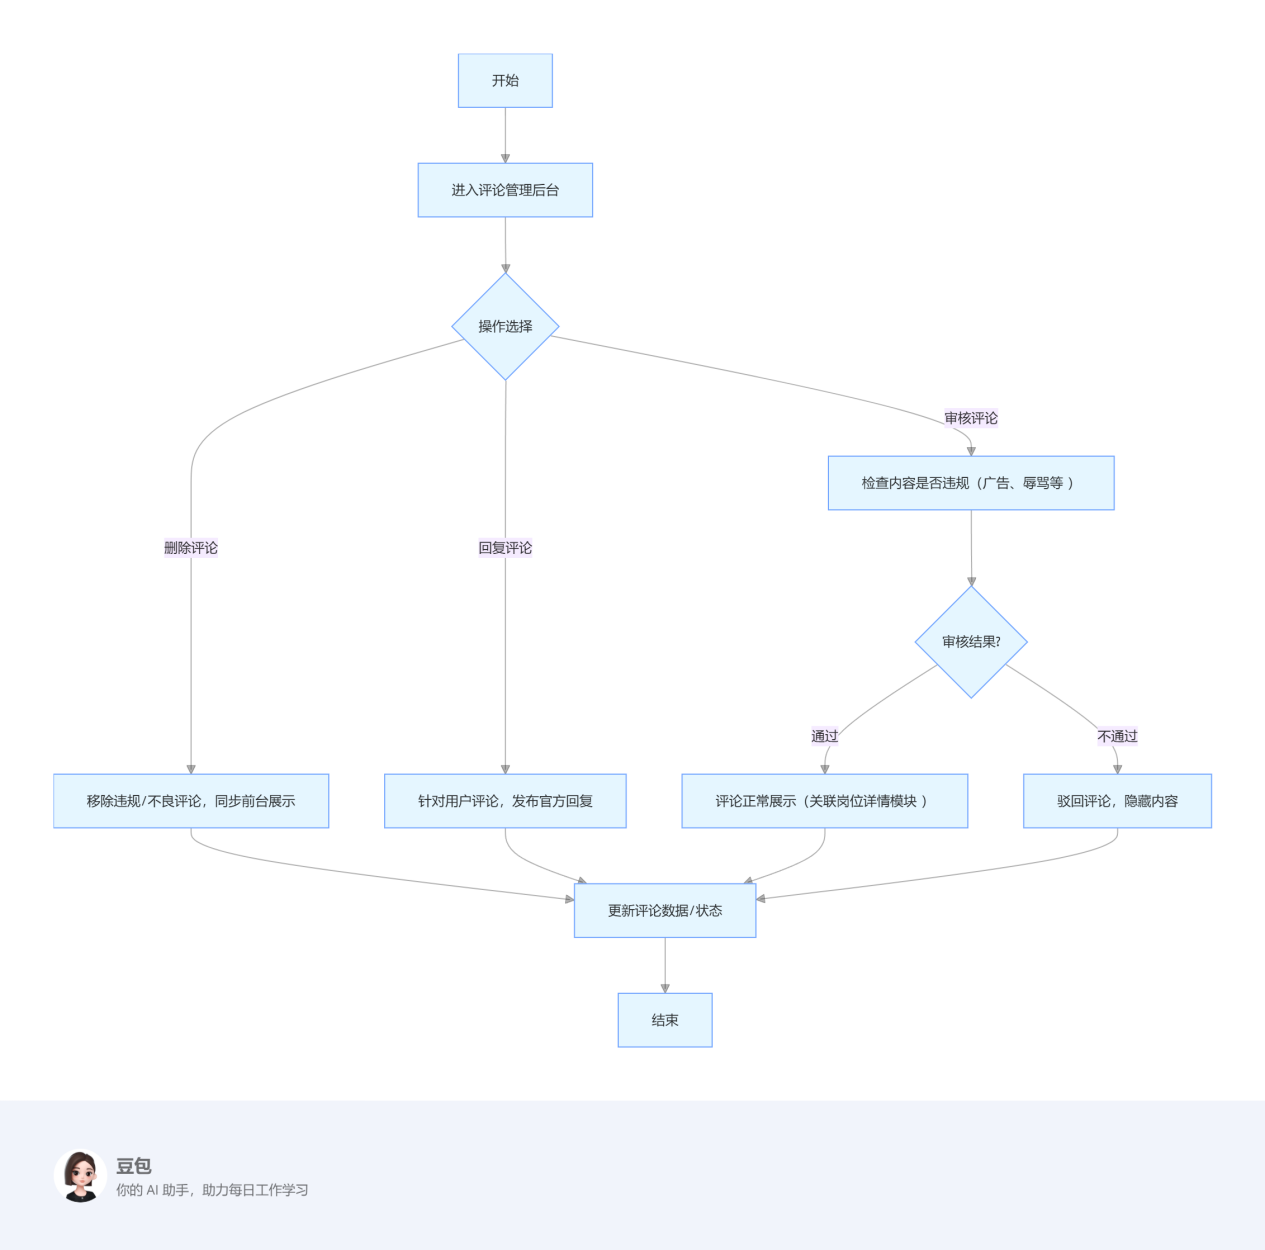 开始
进入评论管理后台
操作选择
审核评论
检查内容是否违规（广告、辱骂等 ）
删除评论
回复评论
审核结果?
通过
不通过
移除违规/不良评论，同步前台展示
针对用户评论，发布官方回复
评论正常展示（关联岗位详情模块 ）
驳回评论，隐藏内容
更新评论数据/状态
结束
豆包
你的 AI 助手，助力每日工作学习